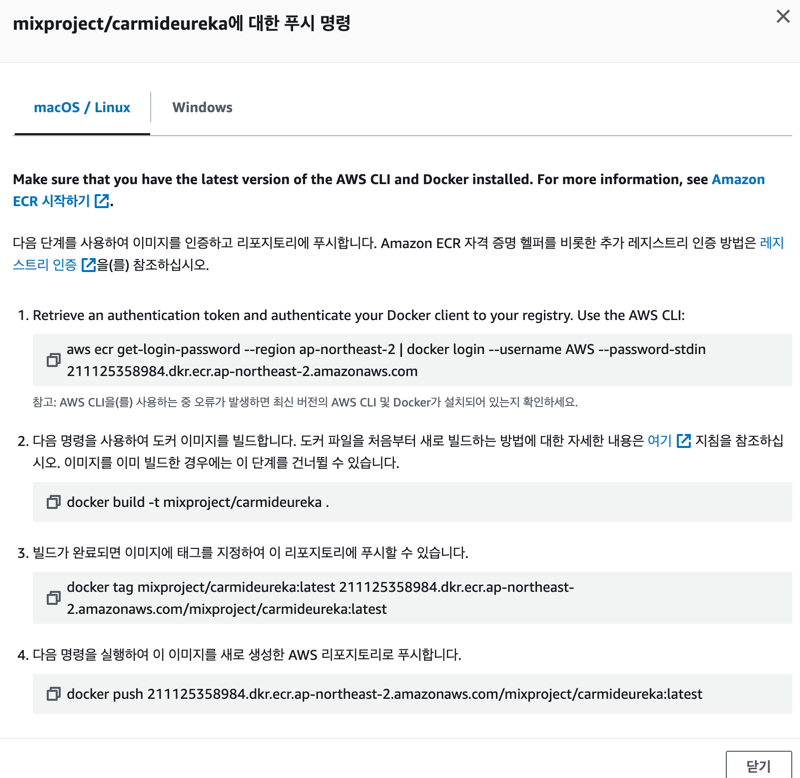 mixproject/carmideureka에 대한 푸시 명령
macOS / Linux
Windows
Make sure that you have the latest version of the AWS CLI and Docker installed. For more information, see Amazon
ECR 시작하기.
다음 단계를 사용하여 이미지를 인증하고 리포지토리에 푸시합니다. Amazon ECR 자격 증명 헬퍼를 비롯한 추가 레지스트리 인증 방법은 레지
스트리 인증 을(를) 참조하십시오.
1. Retrieve an authentication token and authenticate your Docker client to your registry. Use the AWS CLI:
aws ecr get-login-password --region ap-northeast-2 | docker login --username AWS --password-stdin
211125358984.dkr.ecr.ap-northeast-2.amazonaws.com
참고: AWS CLI을(를) 사용하는 중 오류가 발생하면 최신 버전의 AWS CLI 및 Docker가 설치되어 있는지 확인하세요.
2. 다음 명령을 사용하여 도커 이미지를 빌드합니다. 도커 파일을 처음부터 새로 빌드하는 방법에 대한 자세한 내용은 여기 지침을 참조하십
시오. 이미지를 이미 빌드한 경우에는 이 단계를 건너뛸 수 있습니다.
docker build -t mixproject/carmideureka .
3. 빌드가 완료되면 이미지에 태그를 지정하여 이 리포지토리에 푸시할 수 있습니다.
docker tag mixproject/carmideureka:latest 211125358984.dkr.ecr.ap-northeast-
2.amazonaws.com/mixproject/carmideureka:latest
4. 다음 명령을 실행하여 이 이미지를 새로 생성한 AWS 리포지토리로 푸시합니다.
docker push 211125358984.dkr.ecr.ap-northeast-2.amazonaws.com/mixproject/carmideureka:latest
닫기